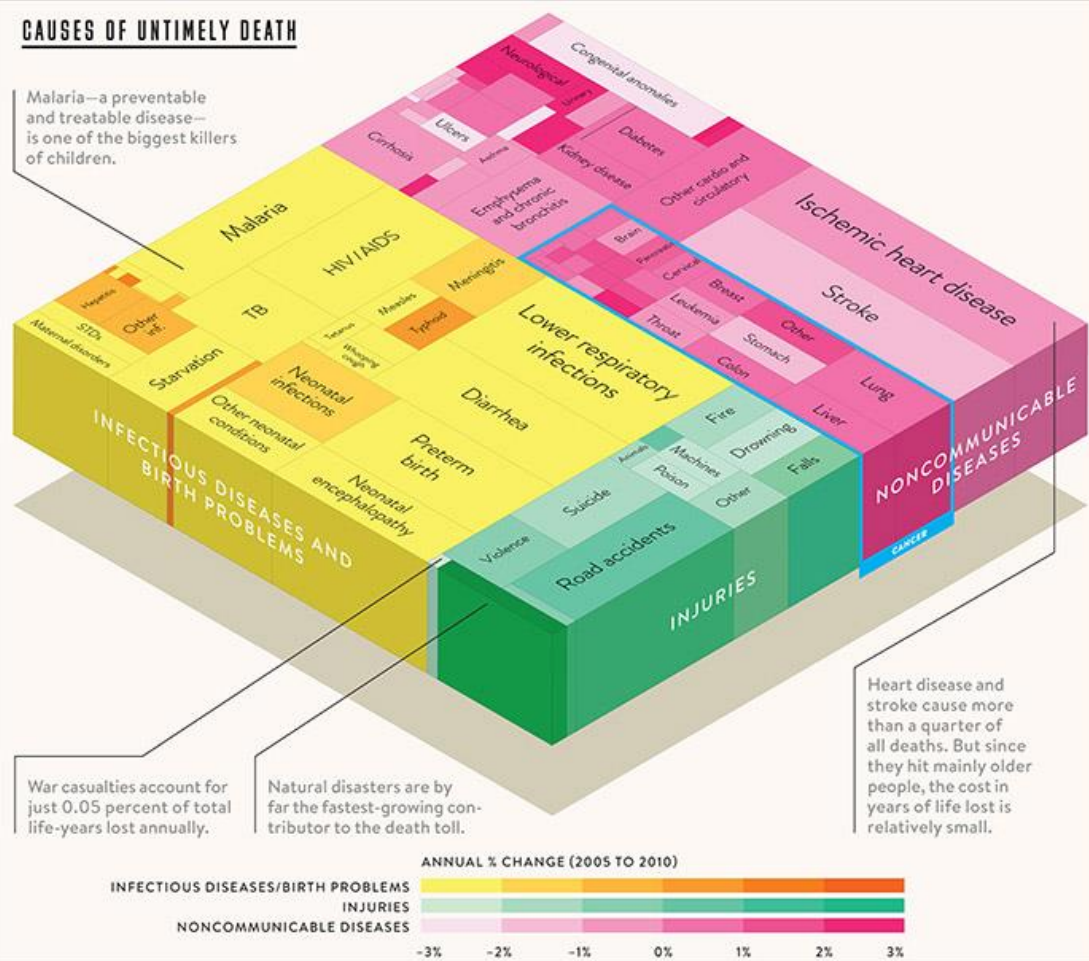 CAUSES OF UNTIMELY DEATH
Malaria—a preventable
and treatable disease—
is one of the biggest killers
of children.
Neurological
Congenital anomalies
Urinary
Ulcers
Cirrhosis
Asthma
Diabetes
Kidney disease
Other cardio and
circulatory
Emphysema
and chronic
bronchitis
Ischemic heart disease
Stroke
Brain
Pancreatic
Cervical
Breast
Leukemia
Other
Throat
Stomach
Colon
Lung
Liver
Malaria
HIV/AIDS
Meningitis
Hepatitis
STDs
Other
inf.
Maternal disorders
TB
Measles
Typhoid
Tetanus
Whooping
cough
Starvation
Lower respiratory
infections
Neonatal
infections
Diarrhea
Other neonatal
conditions
Preterm
birth
Neonatal
encephalopathy
Fire
Drowning
Animals
Machines
Poison
Falls
Other
Suicide
Violence
Road accidents
INFECTIOUS DISEASES AND
BIRTH PROBLEMS
INJURIES
NONCOMMUNICABLE
DISEASES
CANCER
War casualties account for
just 0.05 percent of total
life-years lost annually.
Natural disasters are by
far the fastest-growing con-
tributor to the death toll.
Heart disease and
stroke cause more
than a quarter of
all deaths. But since
they hit mainly older
people, the cost in
years of life lost is
relatively small.
ANNUAL % CHANGE (2005 TO 2010)
INFECTIOUS DISEASES/BIRTH PROBLEMS
INJURIES
NONCOMMUNICABLE DISEASES
-3% -2% -1% 0% 1% 2% 3%